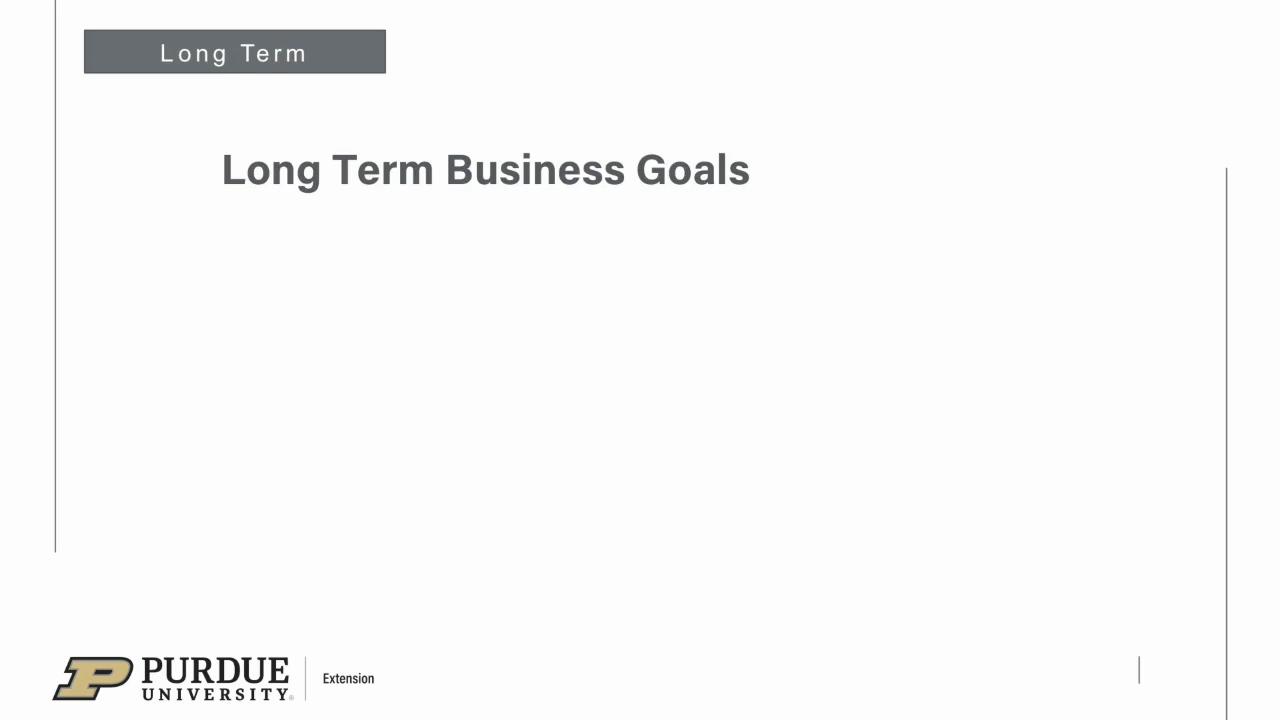 Long Term
Long Term Business Goals
PURDUE
UNIVERSITY®
Extension